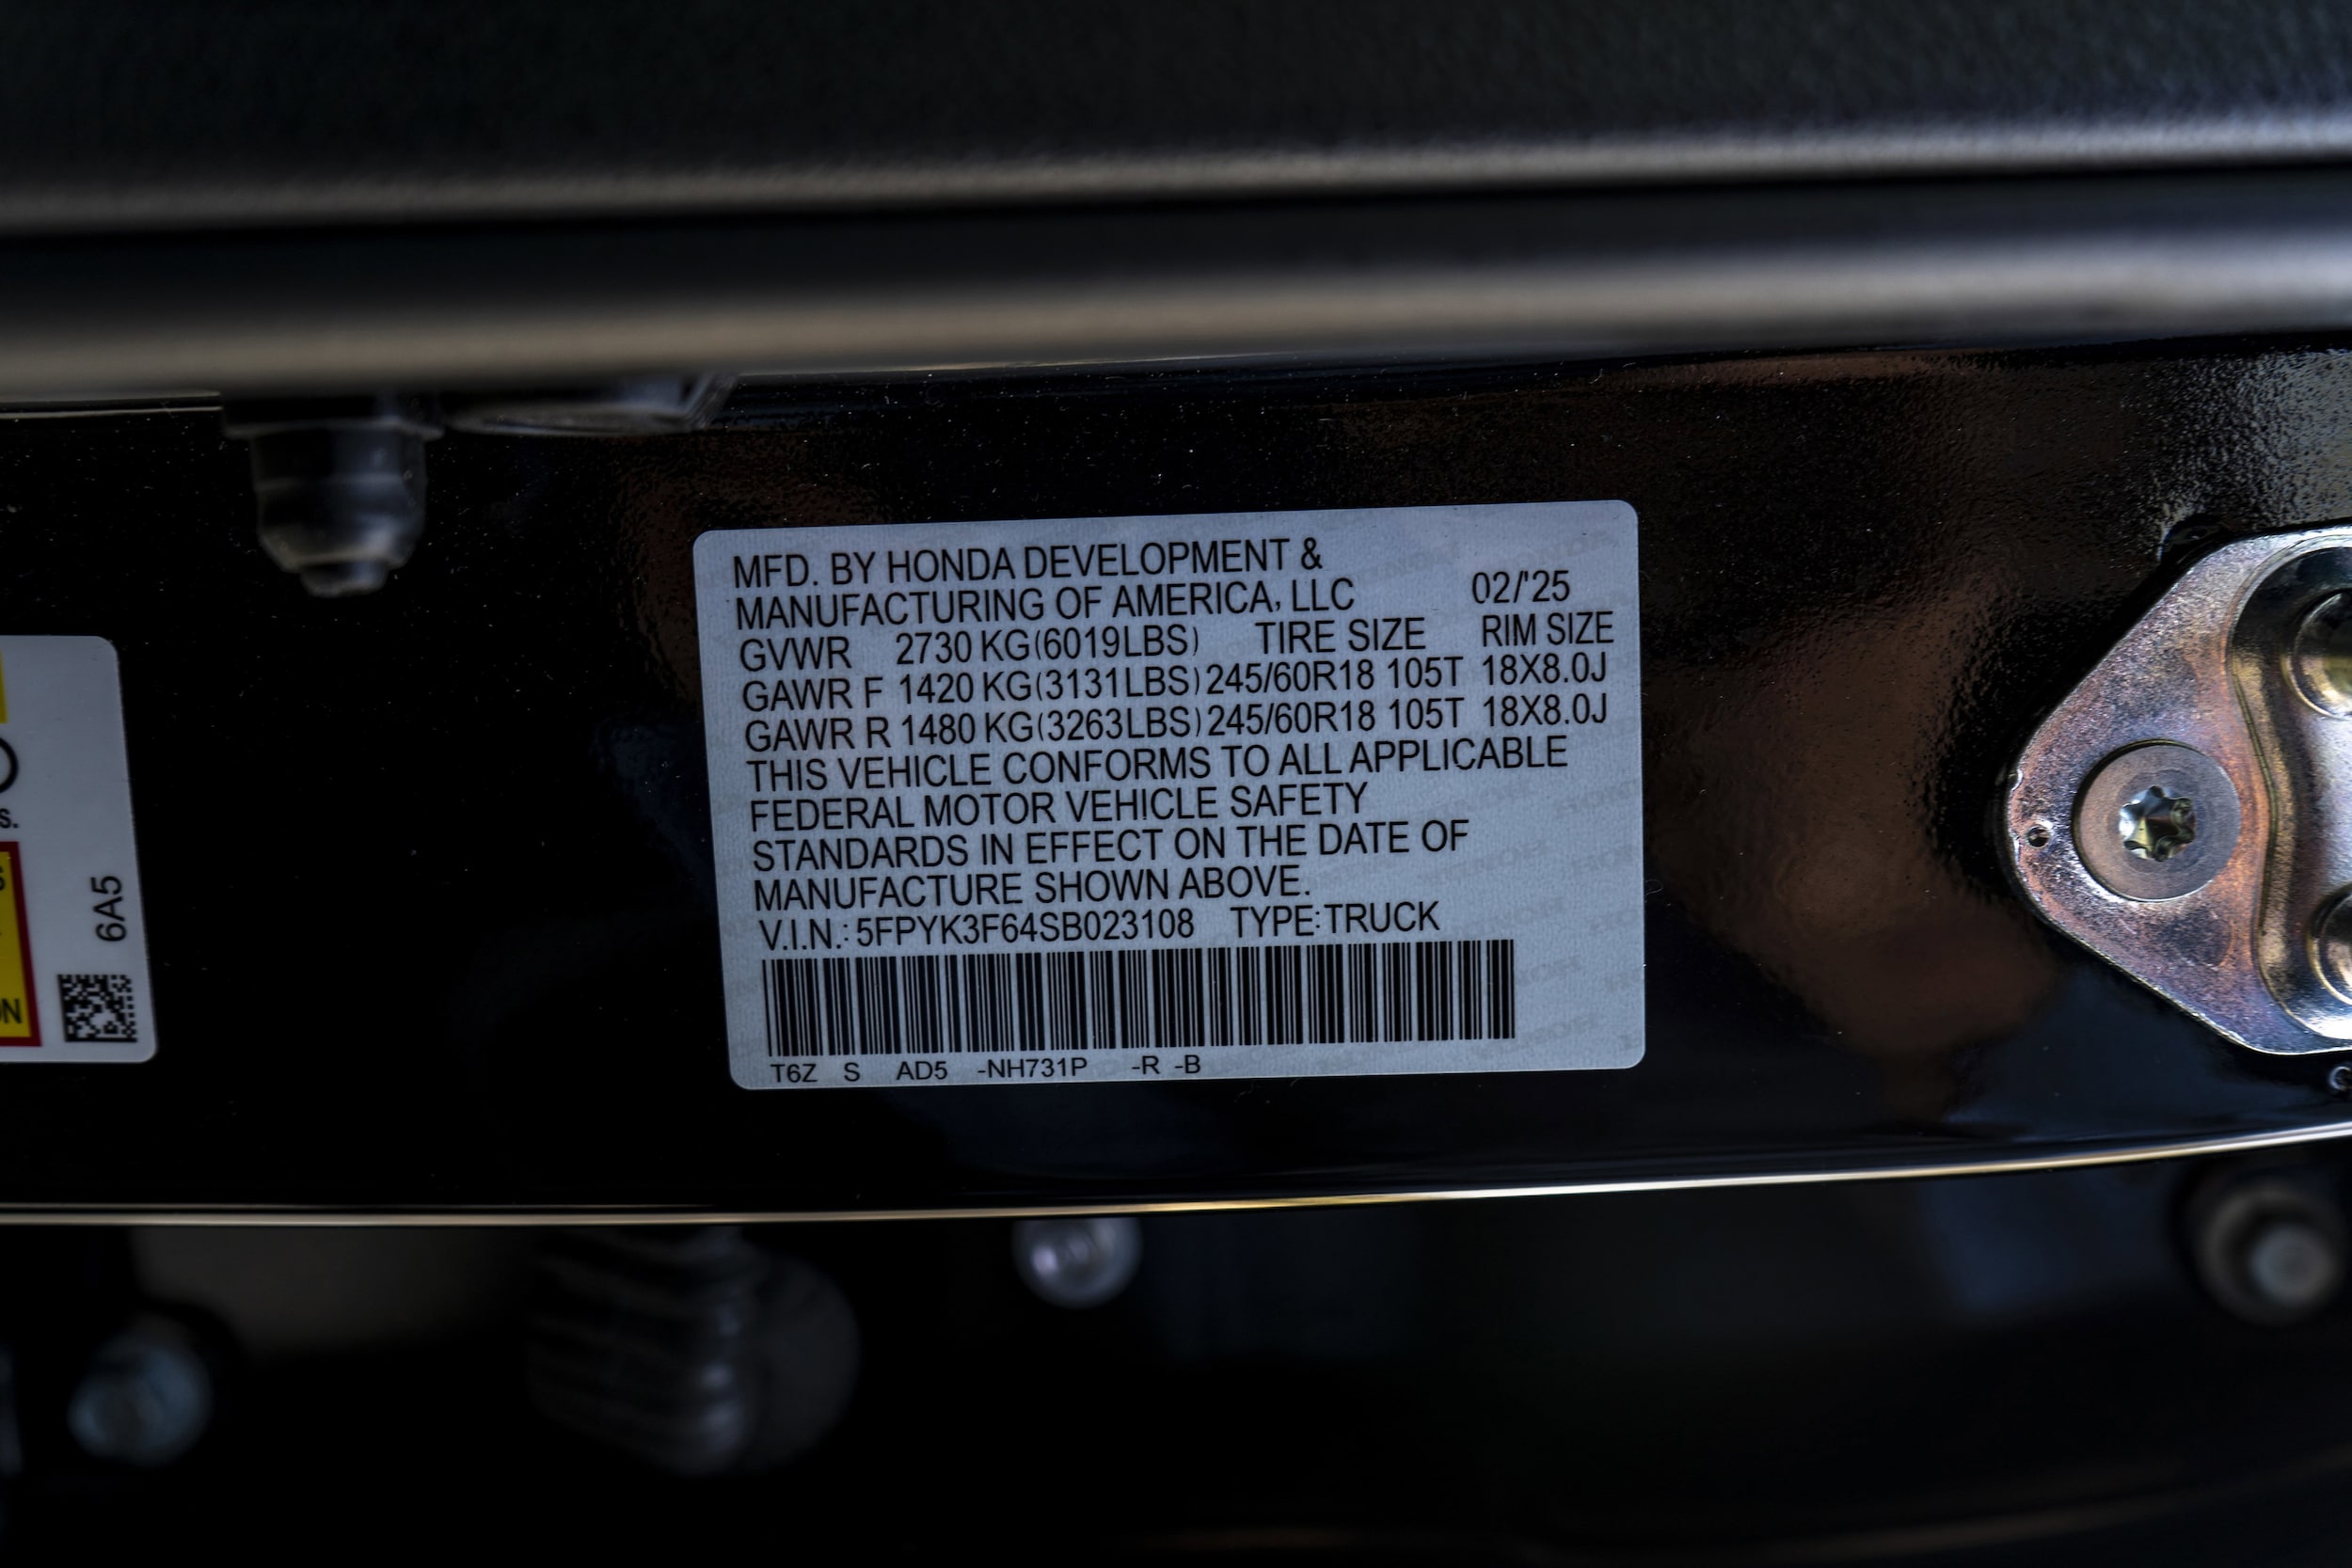 MFD. BY HONDA DEVELOPMENT &
MANUFACTURING OF AMERICA, LLC 02/'25
GVWR 2730 KG(6019LBS) TIRE SIZE RIM SIZE
GAWR F 1420 KG(3131LBS) 245/60R18 105T 18X8.0J
GAWR R 1480 KG(3263LBS) 245/60R18 105T 18X8.0J
THIS VEHICLE CONFORMS TO ALL APPLICABLE
FEDERAL MOTOR VEHICLE SAFETY
STANDARDS IN EFFECT ON THE DATE OF
MANUFACTURE SHOWN ABOVE.
V.I.N.: 5FPYK3F64SB023108 TYPE:TRUCK
T6Z S AD5 -NH731P -R -B
6A5